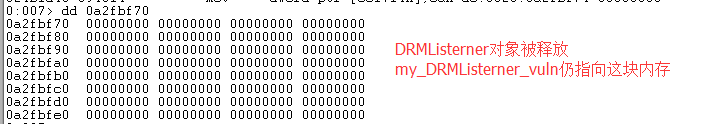 0:007> dd 0a2fbf70
0a2fbf70 00000000 00000000 00000000 00000000
0a2fbf80 00000000 00000000 00000000 00000000
0a2fbf90 00000000 00000000 00000000 00000000
0a2fbfa0 00000000 00000000 00000000 00000000
0a2fbfb0 00000000 00000000 00000000 00000000
0a2fbfc0 00000000 00000000 00000000 00000000
0a2fbfd0 00000000 00000000 00000000 00000000
0a2fbfe0 00000000 00000000 00000000 00000000
DRMListerner对象被释放
my_DRMListerner_vuln仍指向这块内存